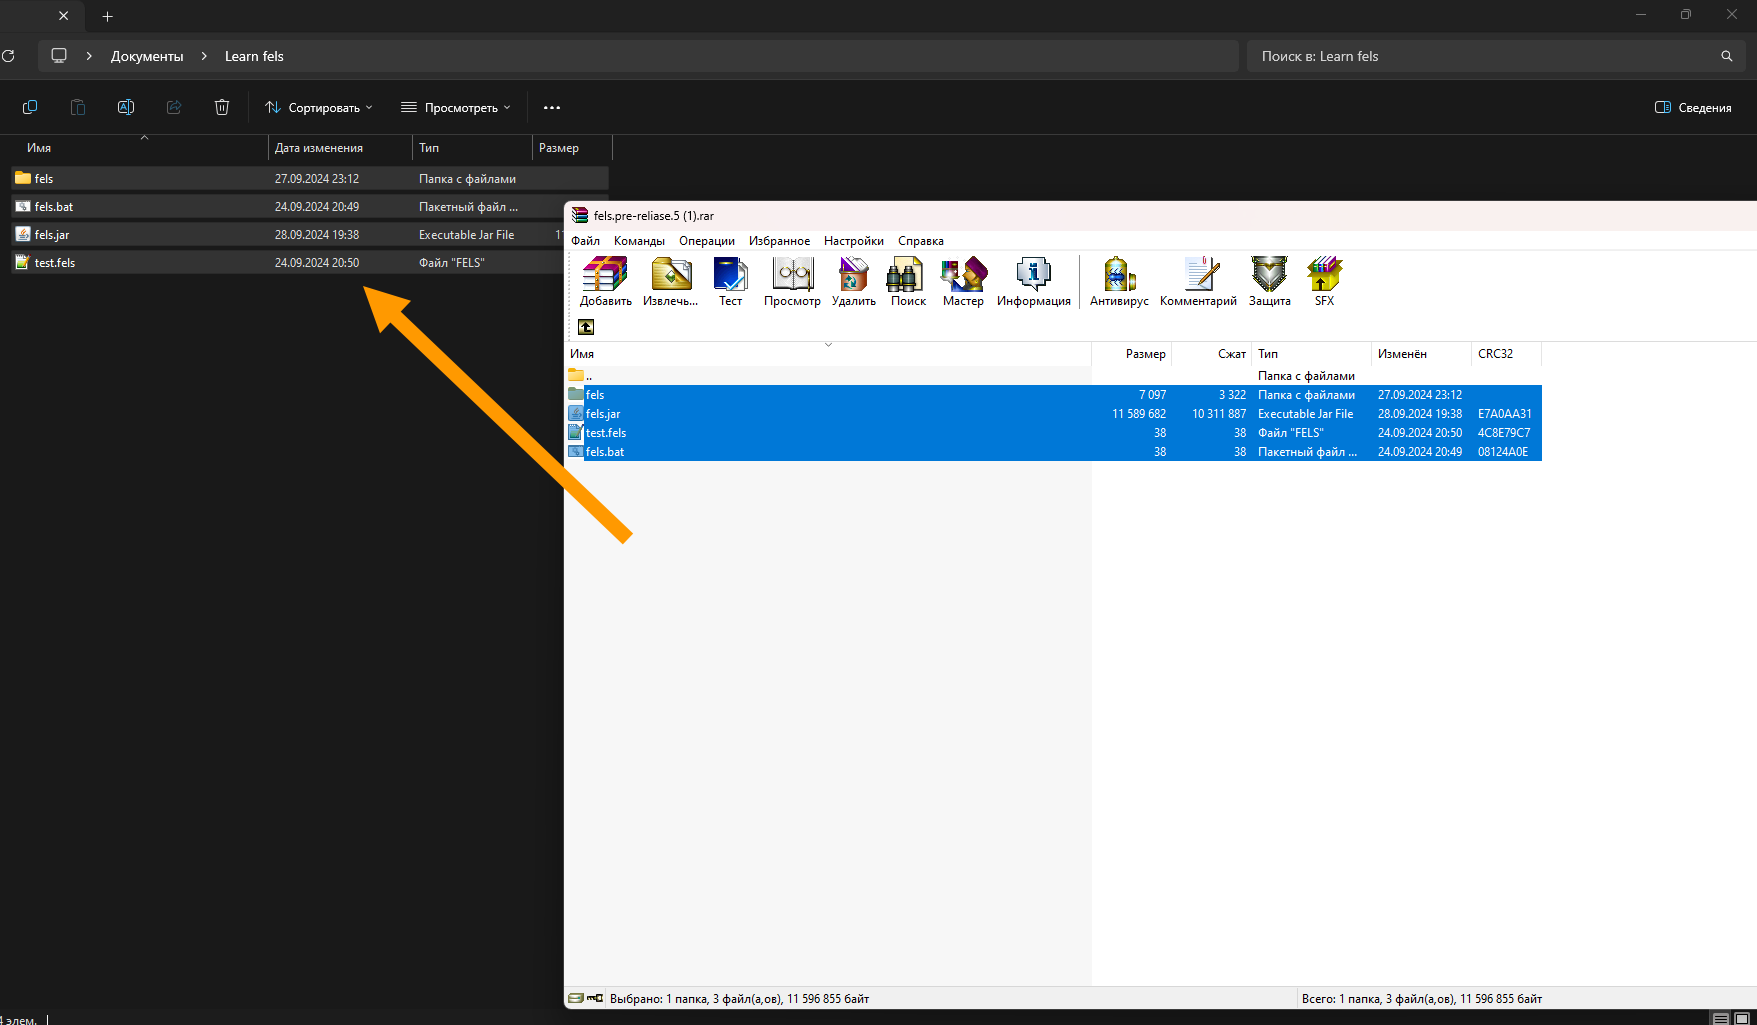 Документы Learn fels
Поиск в: Learn fels
Сортировать Просмотреть Сведения
Имя Дата изменения Тип Размер
fels 27.09.2024 23:12 Папка с файлами
fels.bat 24.09.2024 20:49 Пакетный файл ...
fels.jar 28.09.2024 19:38 Executable Jar File
test.fels 24.09.2024 20:50 Файл "FELS"
fels.pre-reliase.5 (1).rar
Файл Команды Операции Избранное Настройки Справка
Добавить Извлечь... Тест Просмотр Удалить Поиск Мастер Информация Антивирус Комментарий Защита SFX
Имя Размер Сжат Тип Изменён CRC32
.. Папка с файлами
fels 7 097 3 322 Папка с файлами 27.09.2024 23:12
fels.jar 11 589 682 10 311 887 Executable Jar File 28.09.2024 19:38 E7A0AA31
test.fels 38 38 Файл "FELS" 24.09.2024 20:50 4C8E79C7
fels.bat 38 38 Пакетный файл ... 24.09.2024 20:49 08124A0E
Выбрано: 1 папка, 3 файл(а,ов), 11 596 855 байт
Всего: 1 папка, 3 файл(а,ов), 11 596 855 байт
элем.